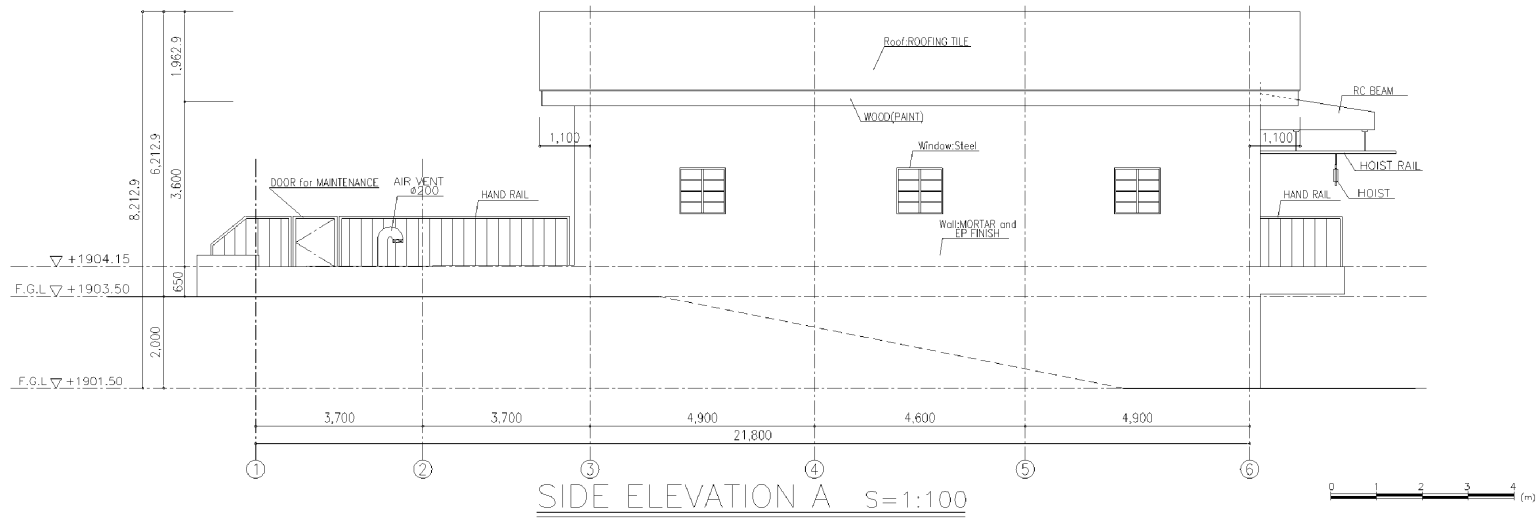 Roof:ROOFING TILE
RC BEAM
WOOD(PAINT)
1,962.9
6,212.9
8,212.9
3,600
650
2,000
1,100
1,100
Window:Steel
HOIST RAIL
HOIST
DOOR for MAINTENANCE
AIR VENT
ø200
HAND RAIL
HAND RAIL
Wall:MORTAR and
EP FINISH
+1904.15
F.G.L +1903.50
F.G.L +1901.50
3,700
3,700
4,900
4,600
4,900
21,800
1
2
3
4
5
6
SIDE ELEVATION A S=1:100
0 1 2 3 4
(m)